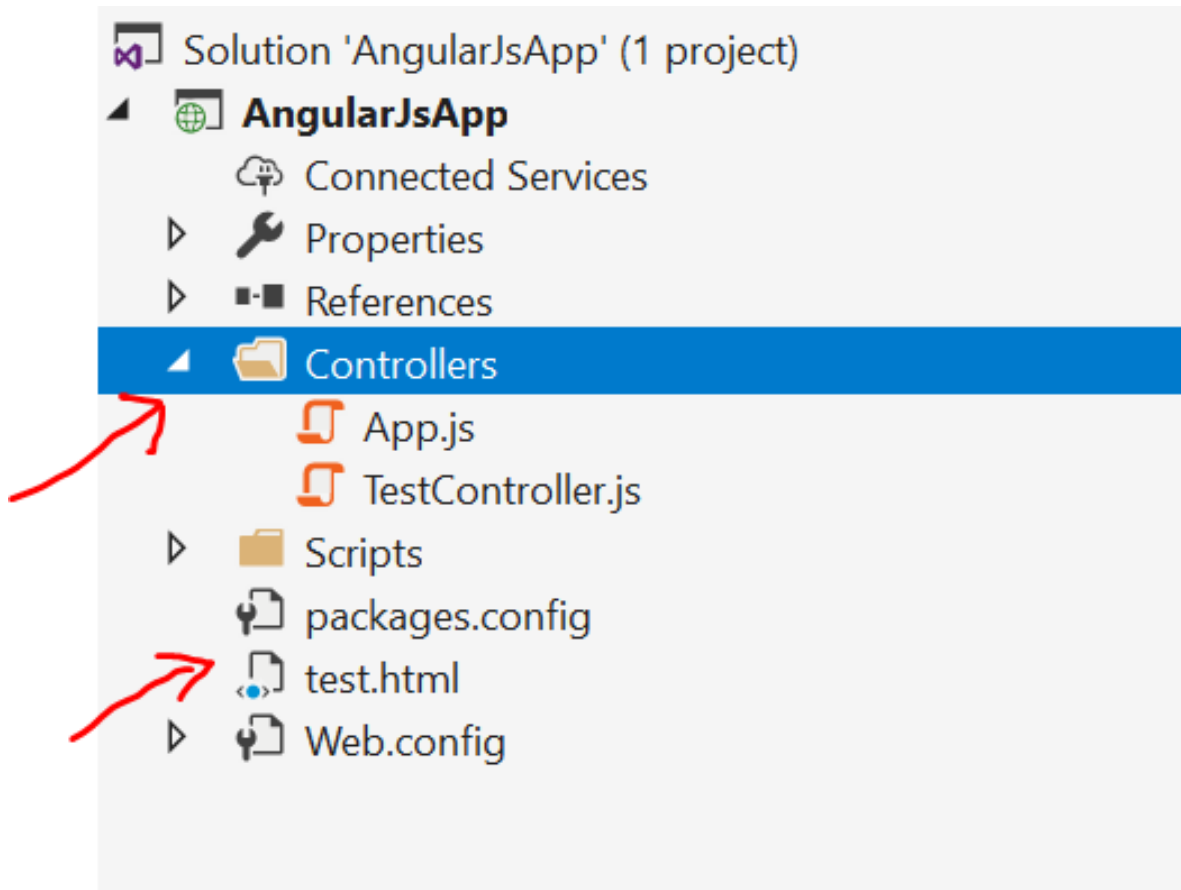 Solution 'AngularJsApp' (1 project)
AngularJsApp
Connected Services
Properties
References
Controllers
App.js
TestController.js
Scripts
packages.config
test.html
Web.config